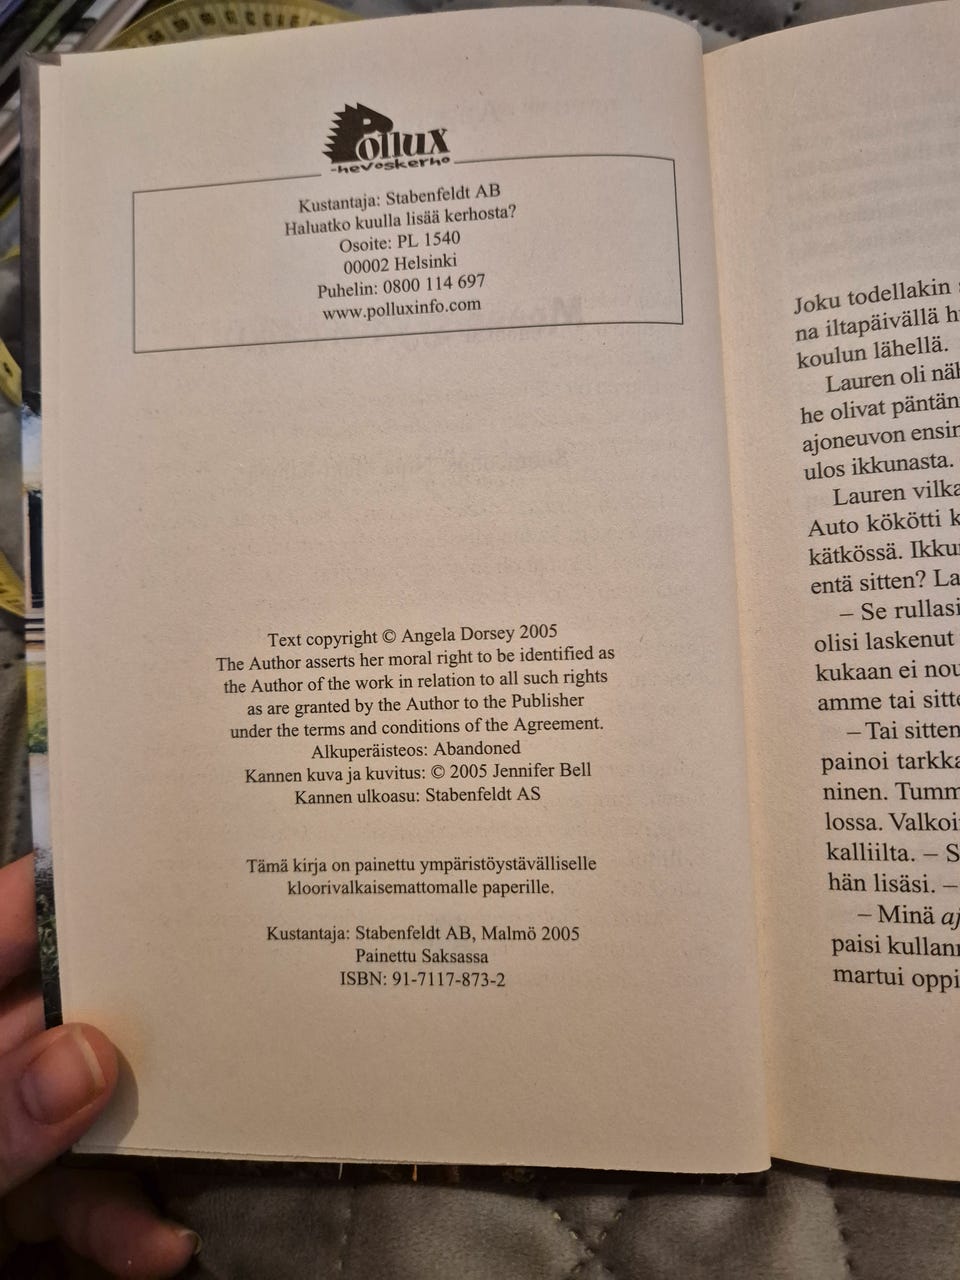 Pollux
-hevoskerho
Kustantaja: Stabenfeldt AB
Haluatko kuulla lisää kerhosta?
Osoite: PL 1540
00002 Helsinki
Puhelin: 0800 114 697
www.polluxinfo.com
Text copyright © Angela Dorsey 2005
The Author asserts her moral right to be identified as
the Author of the work in relation to all such rights
as are granted by the Author to the Publisher
under the terms and conditions of the Agreement.
Alkuperäisteos: Abandoned
Kannen kuva ja kuvitus: © 2005 Jennifer Bell
Kannen ulkoasu: Stabenfeldt AS
Tämä kirja on painettu ympäristöystävälliselle
kloorivalkaisemattomalle paperille.
Kustantaja: Stabenfeldt AB, Malmö 2005
Painettu Saksassa
ISBN: 91-7117-873-2
Joku todellakin
na iltapäivällä
koulun lähellä.
Lauren oli
he olivat
ajoneuvon
ulos ikkunasta.
Lauren
Auto kökötti
kätkössä.
entä sitten?
– Se rullasi
olisi laskenut
kukaan ei
amme tai
– Tai sitten
painoi
ninen.
lossa.
kalliilta. –
hän lisäsi. –
– Minä
paisi
martui